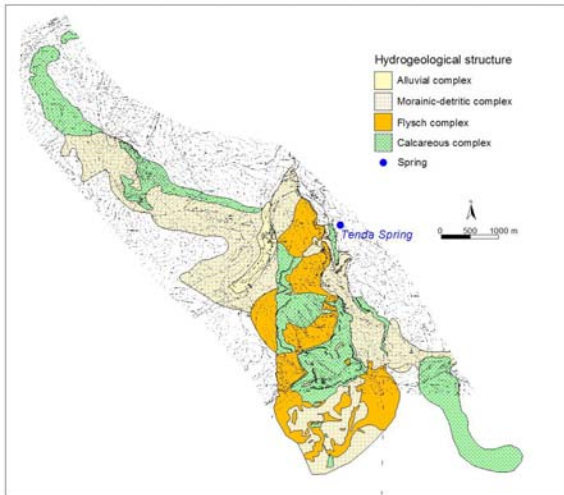 Hydrogeological structure
Alluvial complex
Morainic-detritic complex
Flysch complex
Calcareous complex
Spring
Tenda Spring
0 500 1000 m